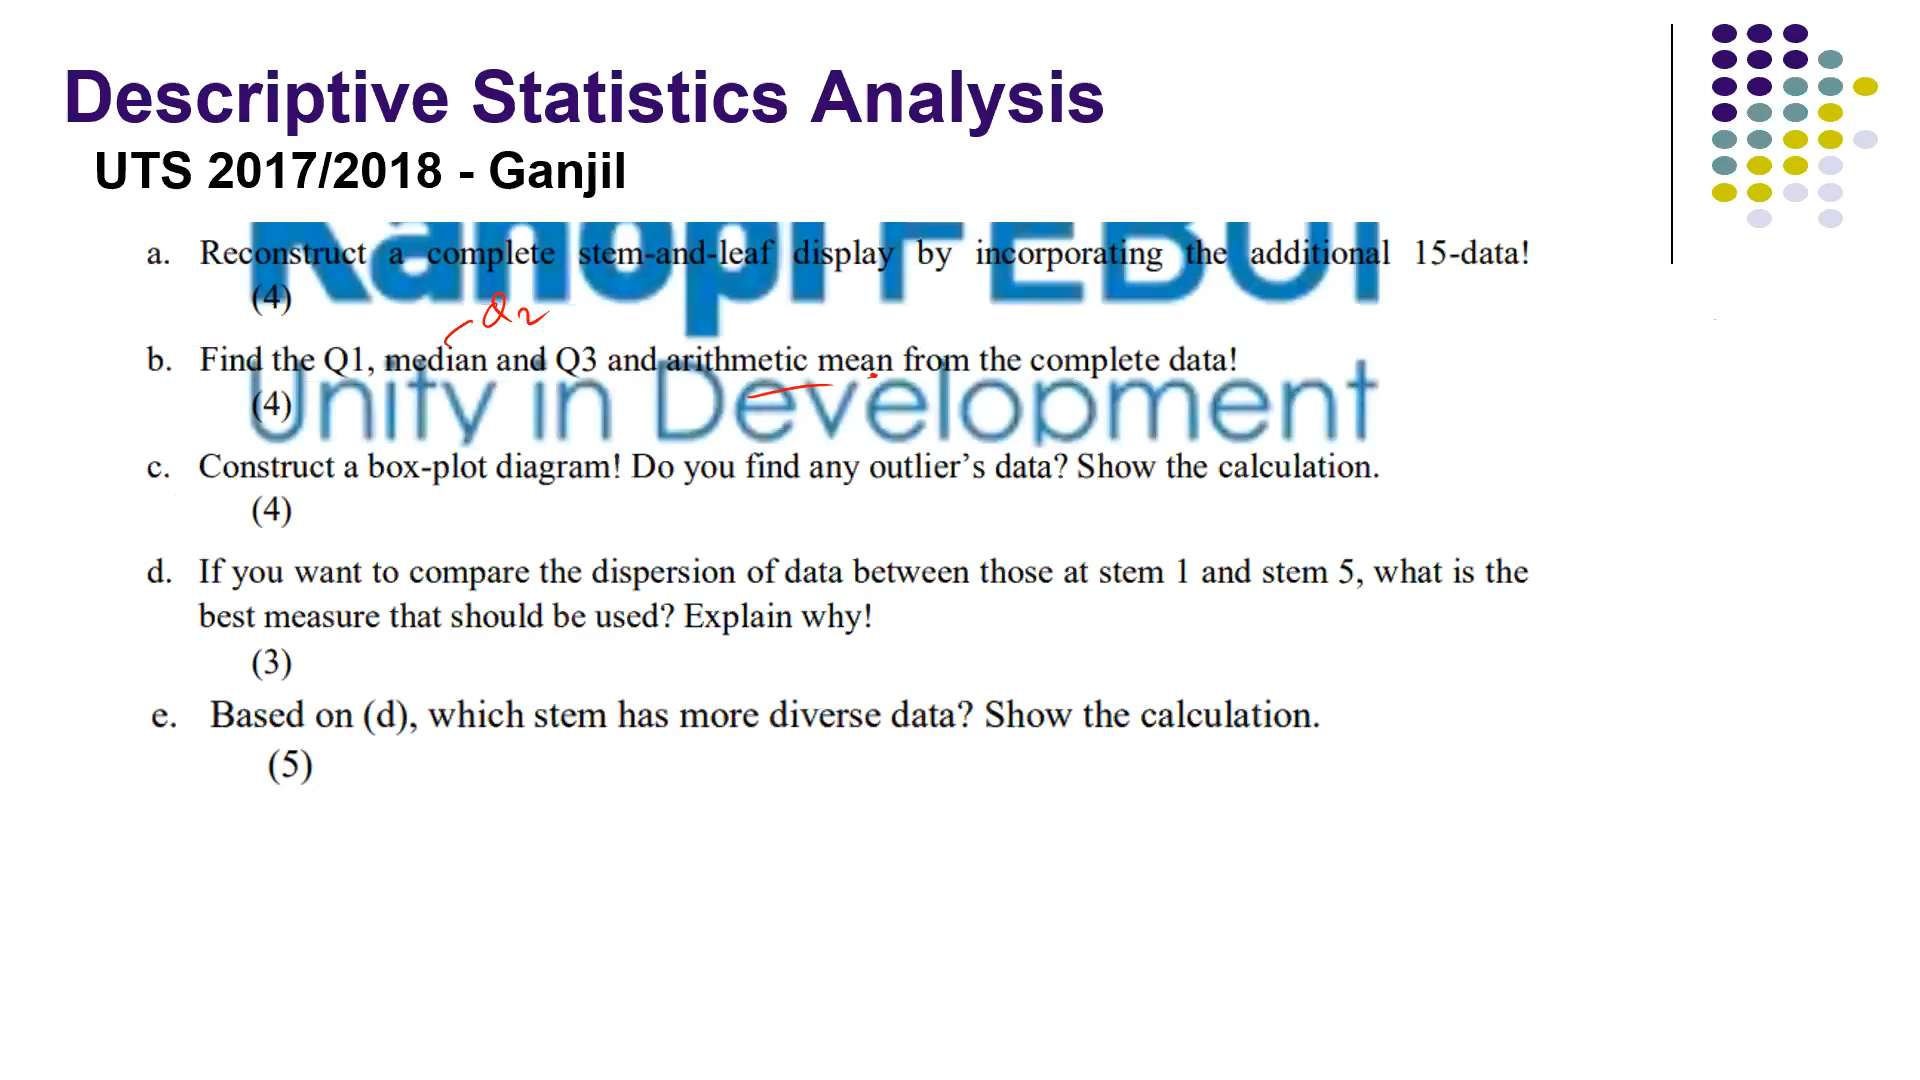 Descriptive Statistics Analysis
UTS 2017/2018 - Ganjil
Kanopi FEBUI
a. Reconstruct a complete stem-and-leaf display by incorporating the additional 15-data!
(4)
Q2
b. Find the Q1, median and Q3 and arithmetic mean from the complete data!
(4)
Unity in Development
c. Construct a box-plot diagram! Do you find any outlier’s data? Show the calculation.
(4)
d. If you want to compare the dispersion of data between those at stem 1 and stem 5, what is the
best measure that should be used? Explain why!
(3)
e. Based on (d), which stem has more diverse data? Show the calculation.
(5)